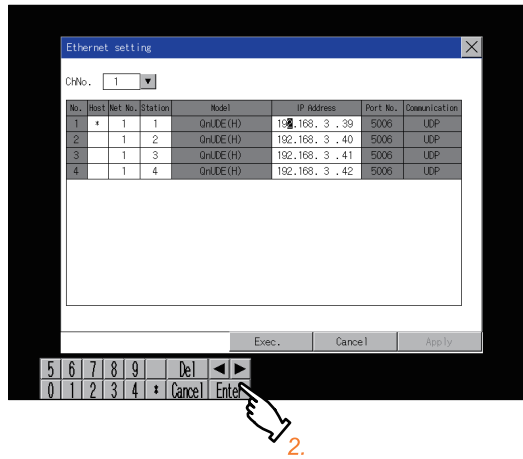 Ethernet setting
ChNo. 1 ▼
No. Host Net No. Station Model IP Address Port No. Communication
1 * 1 1 QnUDE(H) 192.168. 3 . 39 5006 UDP
2 1 2 QnUDE(H) 192.168. 3 . 40 5006 UDP
3 1 3 QnUDE(H) 192.168. 3 . 41 5006 UDP
4 1 4 QnUDE(H) 192.168. 3 . 42 5006 UDP
Exec. Cancel Apply
5 6 7 8 9 Del ◀ ▶
0 1 2 3 4 * Cancel Enter
2.